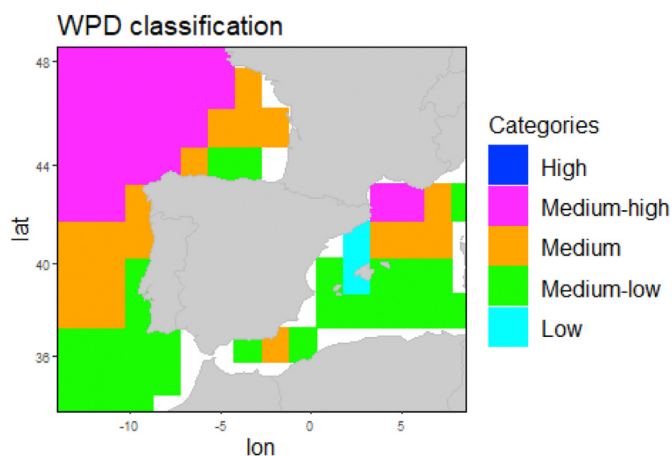 WPD classification
48
44
40
36
lat
-10
-5
0
5
lon
Categories
High
Medium-high
Medium
Medium-low
Low